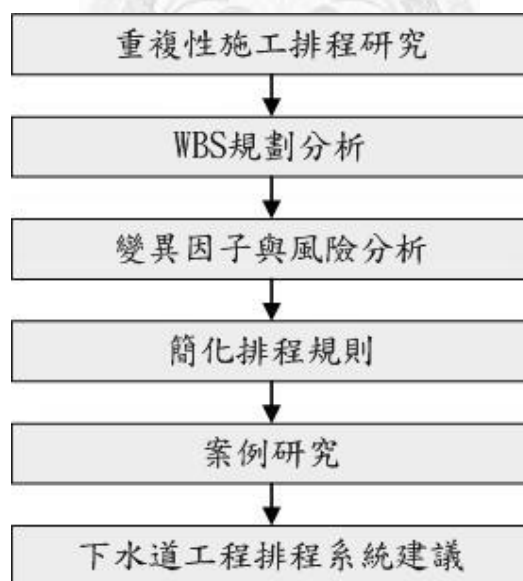 重複性施工排程研究
WBS規劃分析
變異因子與風險分析
簡化排程規則
案例研究
下水道工程排程系統建議